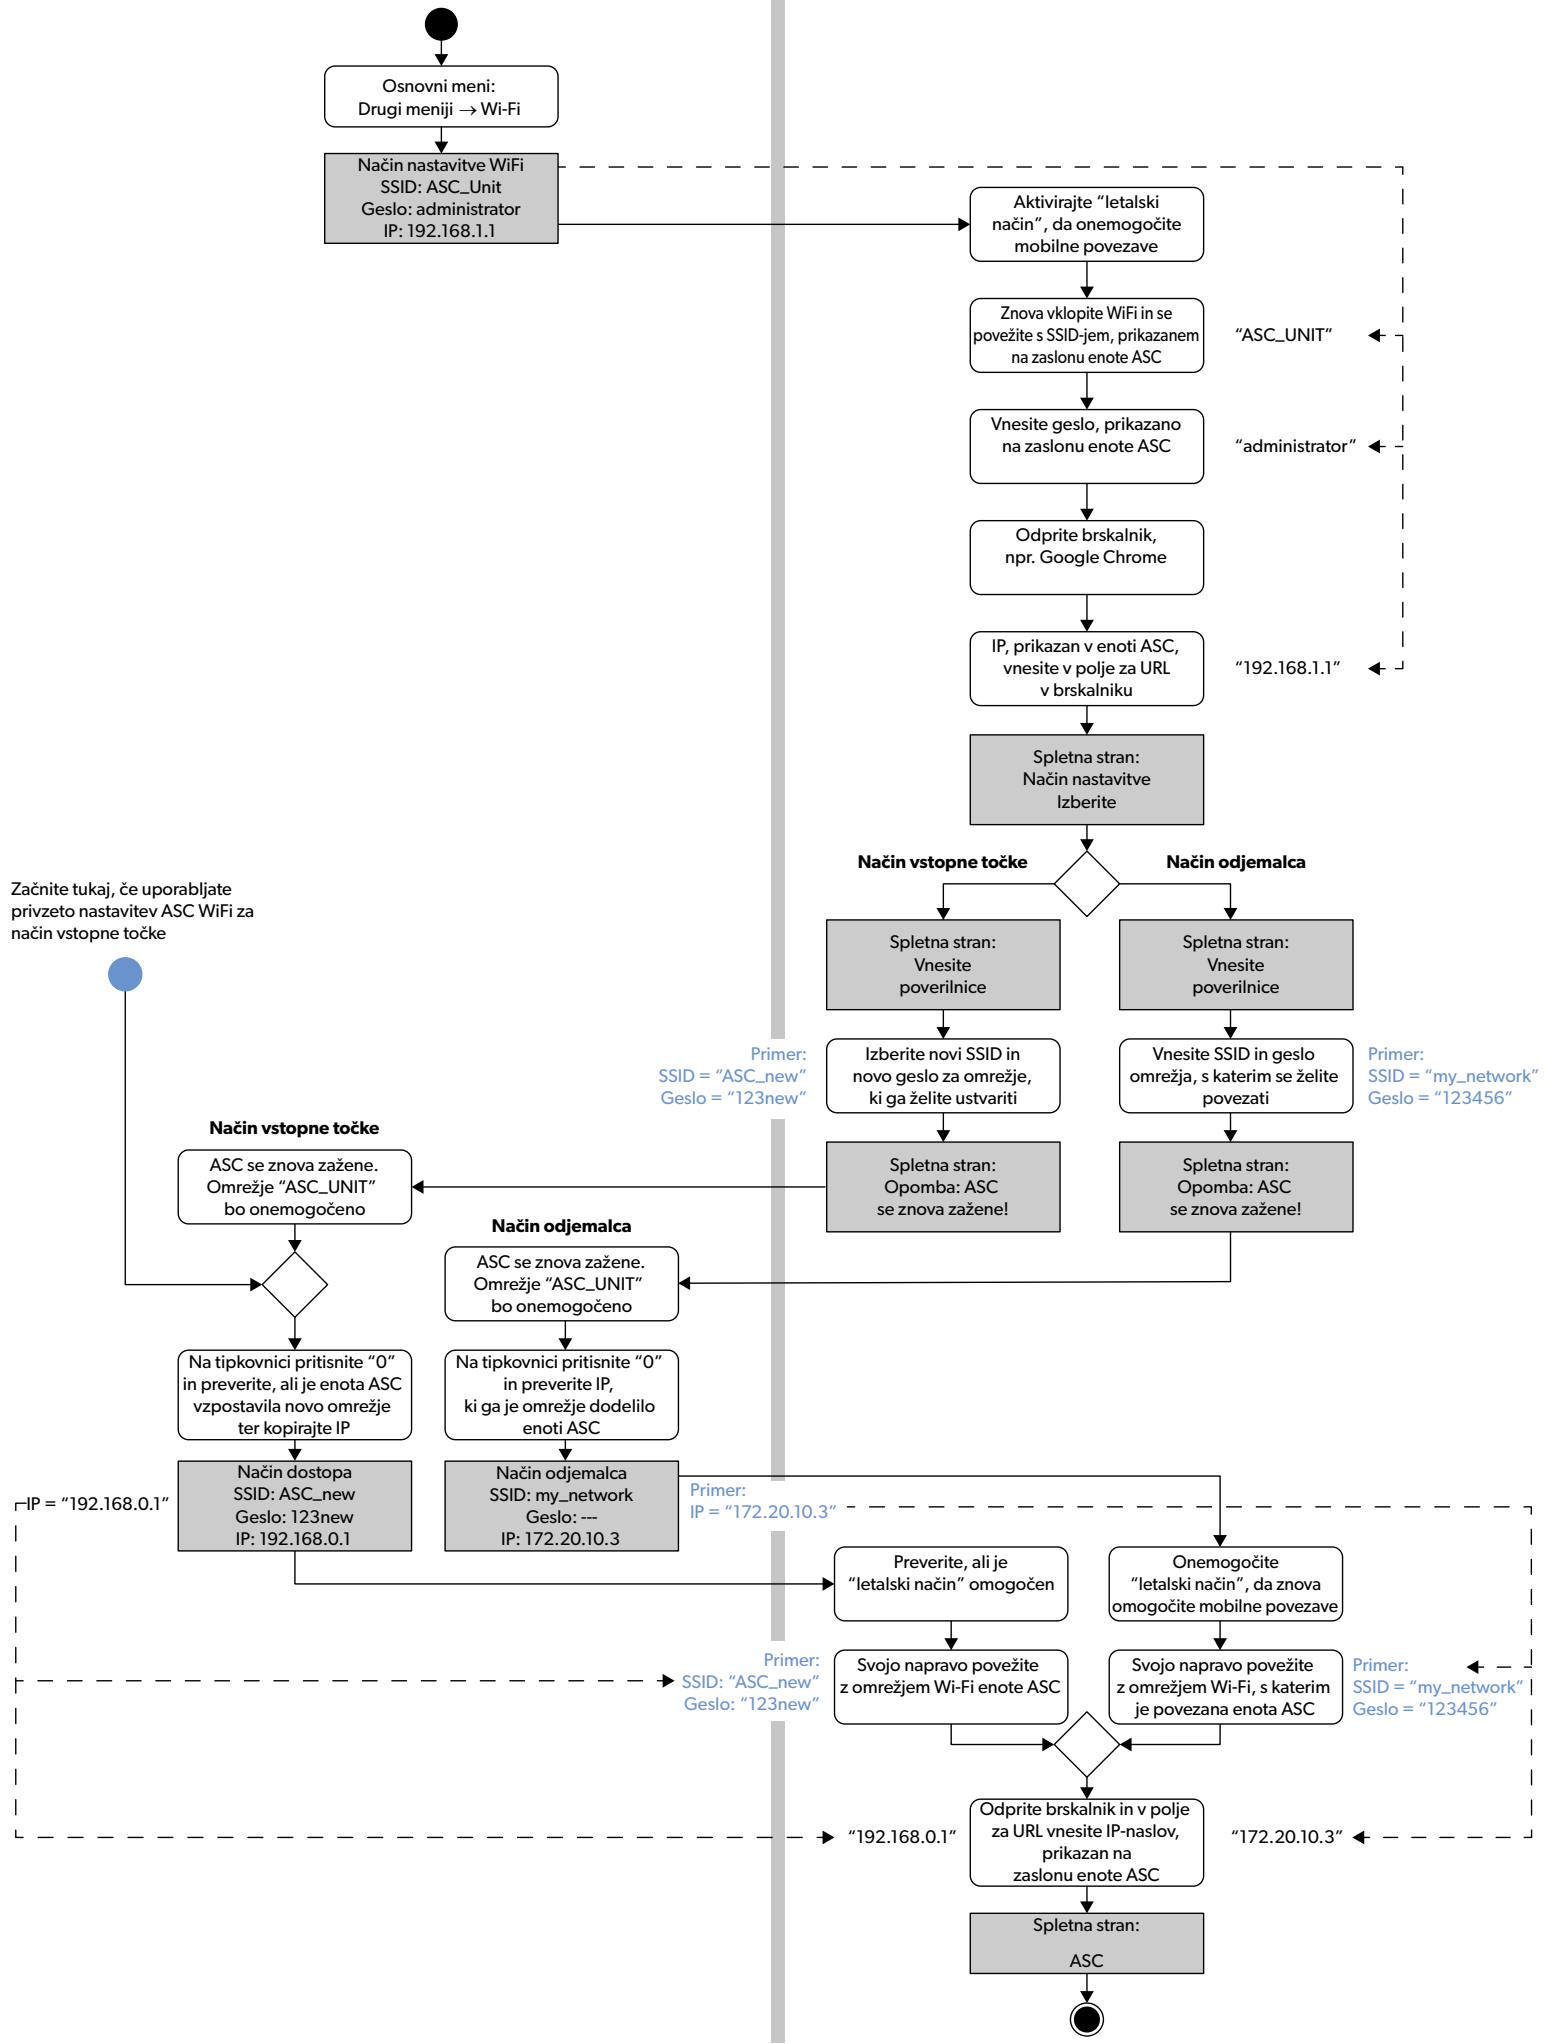 Osnovni meni:
Drugi meniji → Wi-Fi
Način nastavitve WiFi
SSID: ASC_Unit
Geslo: administrator
IP: 192.168.1.1
Aktivirajte “letalski
način”, da onemogočite
mobilne povezave
Znova vklopite WiFi in se
povežite s SSID-jem, prikazanem
na zaslonu enote ASC
“ASC_UNIT”
Vnesite geslo, prikazano
na zaslonu enote ASC
“administrator”
Odprite brskalnik,
npr. Google Chrome
IP, prikazan v enoti ASC,
vnesite v polje za URL
v brskalniku
“192.168.1.1”
Spletna stran:
Način nastavitve
Izberite
Način vstopne točke
Način odjemalca
Začnite tukaj, če uporabljate
privzeto nastavitev ASC WiFi za
način vstopne točke
Spletna stran:
Vnesite
poverilnice
Spletna stran:
Vnesite
poverilnice
Primer:
SSID = “ASC_new”
Geslo = “123new”
Izberite novi SSID in
novo geslo za omrežje,
ki ga želite ustvariti
Vnesite SSID in geslo
omrežja, s katerim se želite
povezati
Primer:
SSID = “my_network”
Geslo = “123456”
Način vstopne točke
ASC se znova zažene.
Omrežje “ASC_UNIT”
bo onemogočeno
Spletna stran:
Opomba: ASC
se znova zažene!
Spletna stran:
Opomba: ASC
se znova zažene!
Način odjemalca
ASC se znova zažene.
Omrežje “ASC_UNIT”
bo onemogočeno
Na tipkovnici pritisnite “0”
in preverite, ali je enota ASC
vzpostavila novo omrežje
ter kopirajte IP
Na tipkovnici pritisnite “0”
in preverite IP,
ki ga je omrežje dodelilo
enoti ASC
IP = “192.168.0.1”
Način dostopa
SSID: ASC_new
Geslo: 123new
IP: 192.168.0.1
Način odjemalca
SSID: my_network
Geslo: ---
IP: 172.20.10.3
Primer:
IP = “172.20.10.3”
Preverite, ali je
“letalski način” omogočen
Onemogočite
“letalski način”, da znova
omogočite mobilne povezave
Primer:
SSID: “ASC_new”
Geslo: “123new”
Svojo napravo povežite
z omrežjem Wi-Fi enote ASC
Svojo napravo povežite
z omrežjem Wi-Fi, s katerim
je povezana enota ASC
Primer:
SSID = “my_network”
Geslo = “123456”
“192.168.0.1”
Odprite brskalnik in v polje
za URL vnesite IP-naslov,
prikazan na
zaslonu enote ASC
“172.20.10.3”
Spletna stran:
ASC